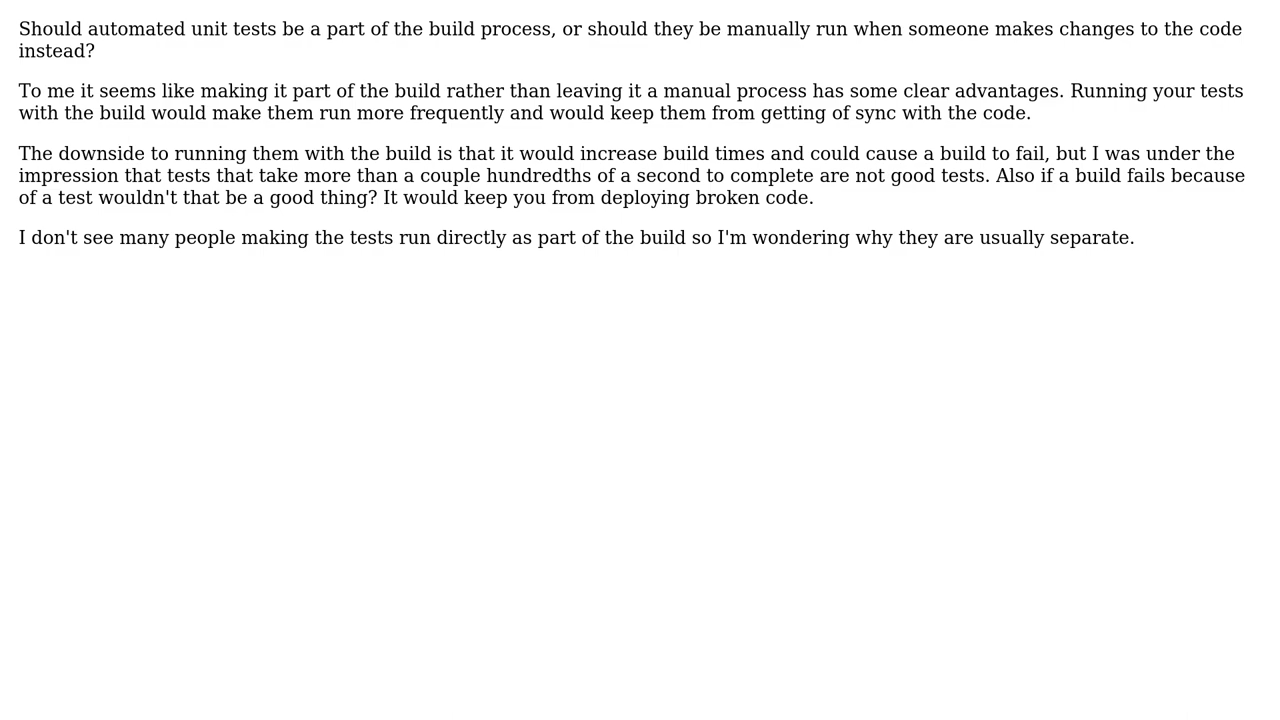 Should automated unit tests be a part of the build process, or should they be manually run when someone makes changes to the code
instead?
To me it seems like making it part of the build rather than leaving it a manual process has some clear advantages. Running your tests
with the build would make them run more frequently and would keep them from getting of sync with the code.
The downside to running them with the build is that it would increase build times and could cause a build to fail, but I was under the
impression that tests that take more than a couple hundredths of a second to complete are not good tests. Also if a build fails because
of a test wouldn't that be a good thing? It would keep you from deploying broken code.
I don't see many people making the tests run directly as part of the build so I'm wondering why they are usually separate.